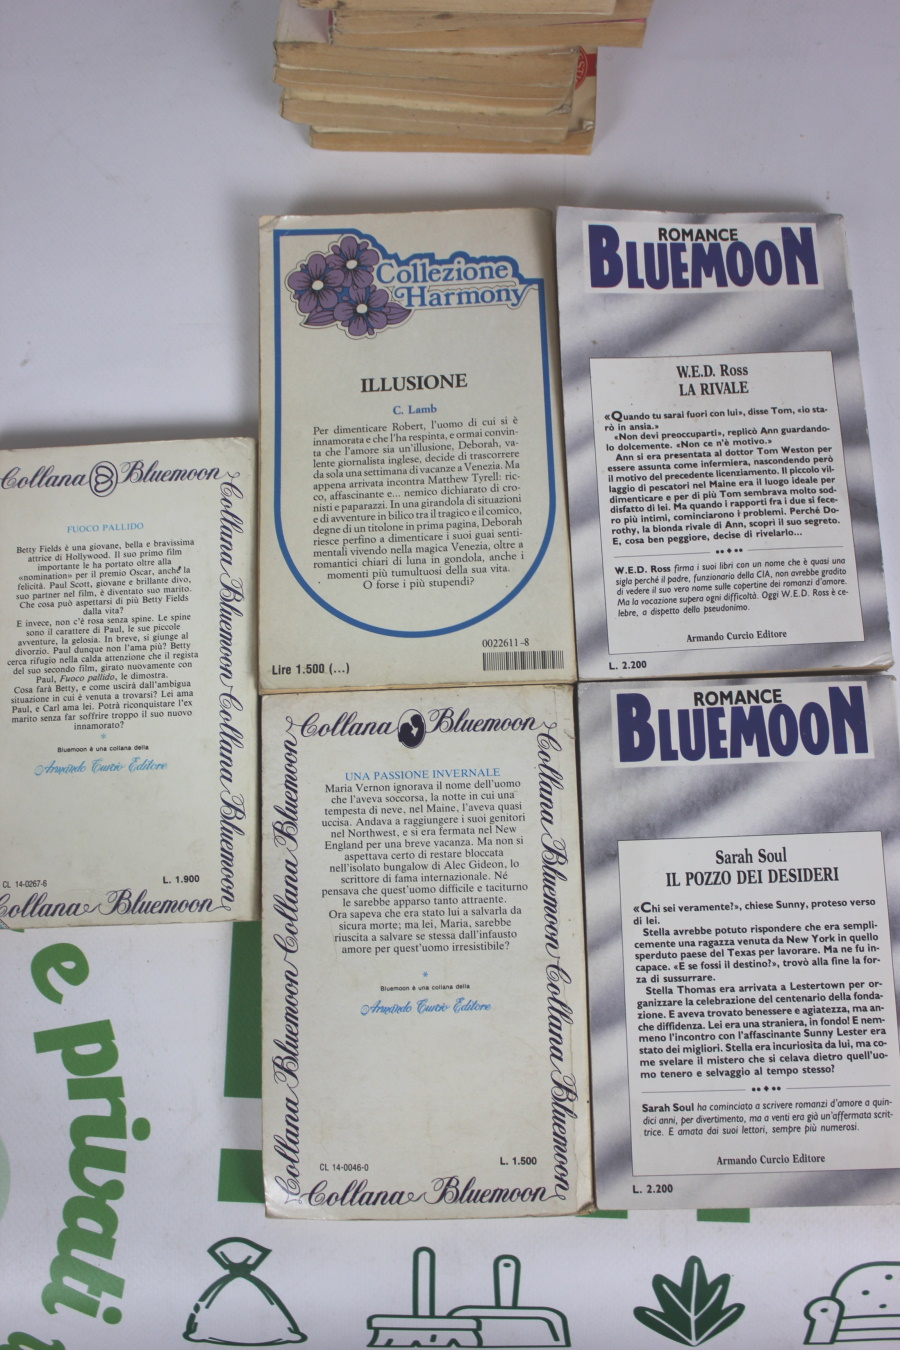 Collezione
Harmony
ILLUSIONE
C. Lamb
Per dimenticare Robert, l'uomo di cui si è
innamorata e che l'ha respinta, e ormai convin-
ta che l'amore sia un'illusione, Deborah, va-
lente giornalista inglese, decide di trascorrere
da sola una settimana di vacanze a Venezia. Ma
appena arrivata incontra Matthew Tyrell: ric-
co, affascinante e... nemico dichiarato di cro-
nisti e paparazzi. In una girandola di situazioni
e di avventure in bilico tra il tragico e il comico,
degne di un titolone in prima pagina, Deborah
riesce perfino a dimenticare i suoi guai senti-
mentali vivendo nella magica Venezia, oltre a
romantici chiari di luna in gondola, anche i
momenti più tumultuosi della sua vita.
O forse i più stupendi?
0022611-8
Lire 1.500 (...)
ROMANCE
BLUEMOON
W.E.D. Ross
LA RIVALE
«Quando tu sarai fuori con lui», disse Tom, «io sta-
rò in ansia.»
«Non devi preoccuparti», replicò Ann guardando-
lo dolcemente. «Non ce n'è motivo.»
Ann si era presentata al dottor Tom Weston per
essere assunta come infermiera, nascondendo però
il motivo del precedente licenziamento. Il piccolo vil-
laggio di pescatori nel Maine era il luogo ideale per
dimenticare e per di più Tom sembrava molto sod-
disfatto di lei. Ma quando i rapporti fra i due si fece-
ro più intimi, cominciarono i problemi. Perché Do-
rothy, la bionda rivale di Ann, scoprì il suo segreto.
E, cosa ben peggiore, decise di rivelarlo...
W.E.D. Ross firma i suoi libri con un nome che è quasi una
sigla perché il padre, funzionario della CIA, non avrebbe gradito
di vedere il suo vero nome sulle copertine dei romanzi d'amore.
Ma la vocazione supera ogni difficoltà. Oggi W.E.D. Ross è ce-
lebre, a dispetto dello pseudonimo.
Armando Curcio Editore
L. 2.200
Collana Bluemoon
Collana Bluemoon Collana Bluemoon
FUOCO PALLIDO
Betty Fields è una giovane, bella e bravissima
attrice di Hollywood. Il suo primo film
importante le ha portato oltre alla
«nomination» per il premio Oscar, anche la
felicità. Paul Scott, giovane e brillante divo,
suo partner nel film, è diventato suo marito.
Che cosa può aspettarsi di più Betty Fields
dalla vita?
E invece, non c'è rosa senza spine. Le spine
sono il carattere di Paul, le sue piccole
avventure, la gelosia. In breve, si giunge al
divorzio. Paul dunque non l'ama più? Betty
cerca rifugio nella calda attenzione che il regista
del suo secondo film, girato nuovamente con
Paul, Fuoco pallido, le dimostra.
Cosa farà Betty, e come uscirà dall'ambigua
situazione in cui è venuta a trovarsi? Lei ama
Paul, e Carl ama lei. Potrà riconquistare l'ex
marito senza far soffrire troppo il suo nuovo
innamorato?
Bluemoon è una collana della
Armando Curcio Editore
CL 14-0267-6
L. 1.900
Collana Bluemoon
Collana Bluemoon
Collana Bluemoon Collana Bluemoon
Collana Bluemoon Collana Bluemoon
UNA PASSIONE INVERNALE
Maria Vernon ignorava il nome dell'uomo
che l'aveva soccorsa, la notte in cui una
tempesta di neve, nel Maine, l'aveva quasi
uccisa. Andava a raggiungere i suoi genitori
nel Northwest, e si era fermata nel New
England per una breve vacanza. Ma non si
aspettava certo di restare bloccata
nell'isolato bungalow di Alec Gideon, lo
scrittore di fama internazionale. Né
pensava che quest'uomo difficile e taciturno
le sarebbe apparso tanto attraente.
Ora sapeva che era stato lui a salvarla da
sicura morte; ma lei, Maria, sarebbe
riuscita a salvare se stessa dall'infausto
amore per quest'uomo irresistibile?
Bluemoon è una collana della
Armando Curcio Editore
CL 14-0046-0
L. 1.500
Collana Bluemoon
ROMANCE
BLUEMOON
Sarah Soul
IL POZZO DEI DESIDERI
«Chi sei veramente?», chiese Sunny, proteso verso
di lei.
Stella avrebbe potuto rispondere che era sempli-
cemente una ragazza venuta da New York in quello
sperduto paese del Texas per lavorare. Ma ne fu in-
capace. «E se fossi il destino?», trovò alla fine la for-
za di sussurrare.
Stella Thomas era arrivata a Lestertown per or-
ganizzare la celebrazione del centenario della fonda-
zione. E aveva trovato benessere e agiatezza, ma an-
che diffidenza. Lei era una straniera, in fondo! E nem-
meno l'incontro con l'affascinante Sunny Lester era
stato dei migliori. Stella era incuriosita da lui, ma co-
me svelare il mistero che si celava dietro quell'uo-
mo tenero e selvaggio al tempo stesso?
Sarah Soul ha cominciato a scrivere romanzi d'amore a quin-
dici anni, per divertimento, ma a venti era già un'affermata scrit-
trice. E amata dai suoi lettori, sempre più numerosi.
Armando Curcio Editore
L. 2.200
e privati